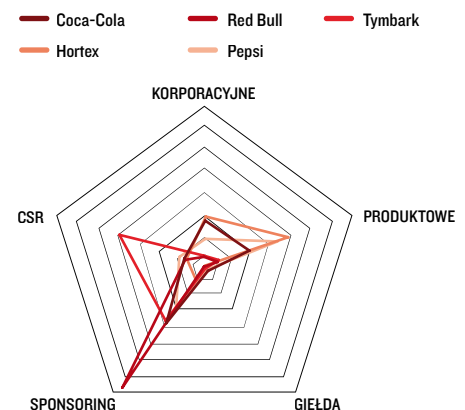 Coca-Cola Red Bull Tymbark
Hortex Pepsi
KORPORACYJNE
CSR PRODUKTOWE
SPONSORING GIEŁDA